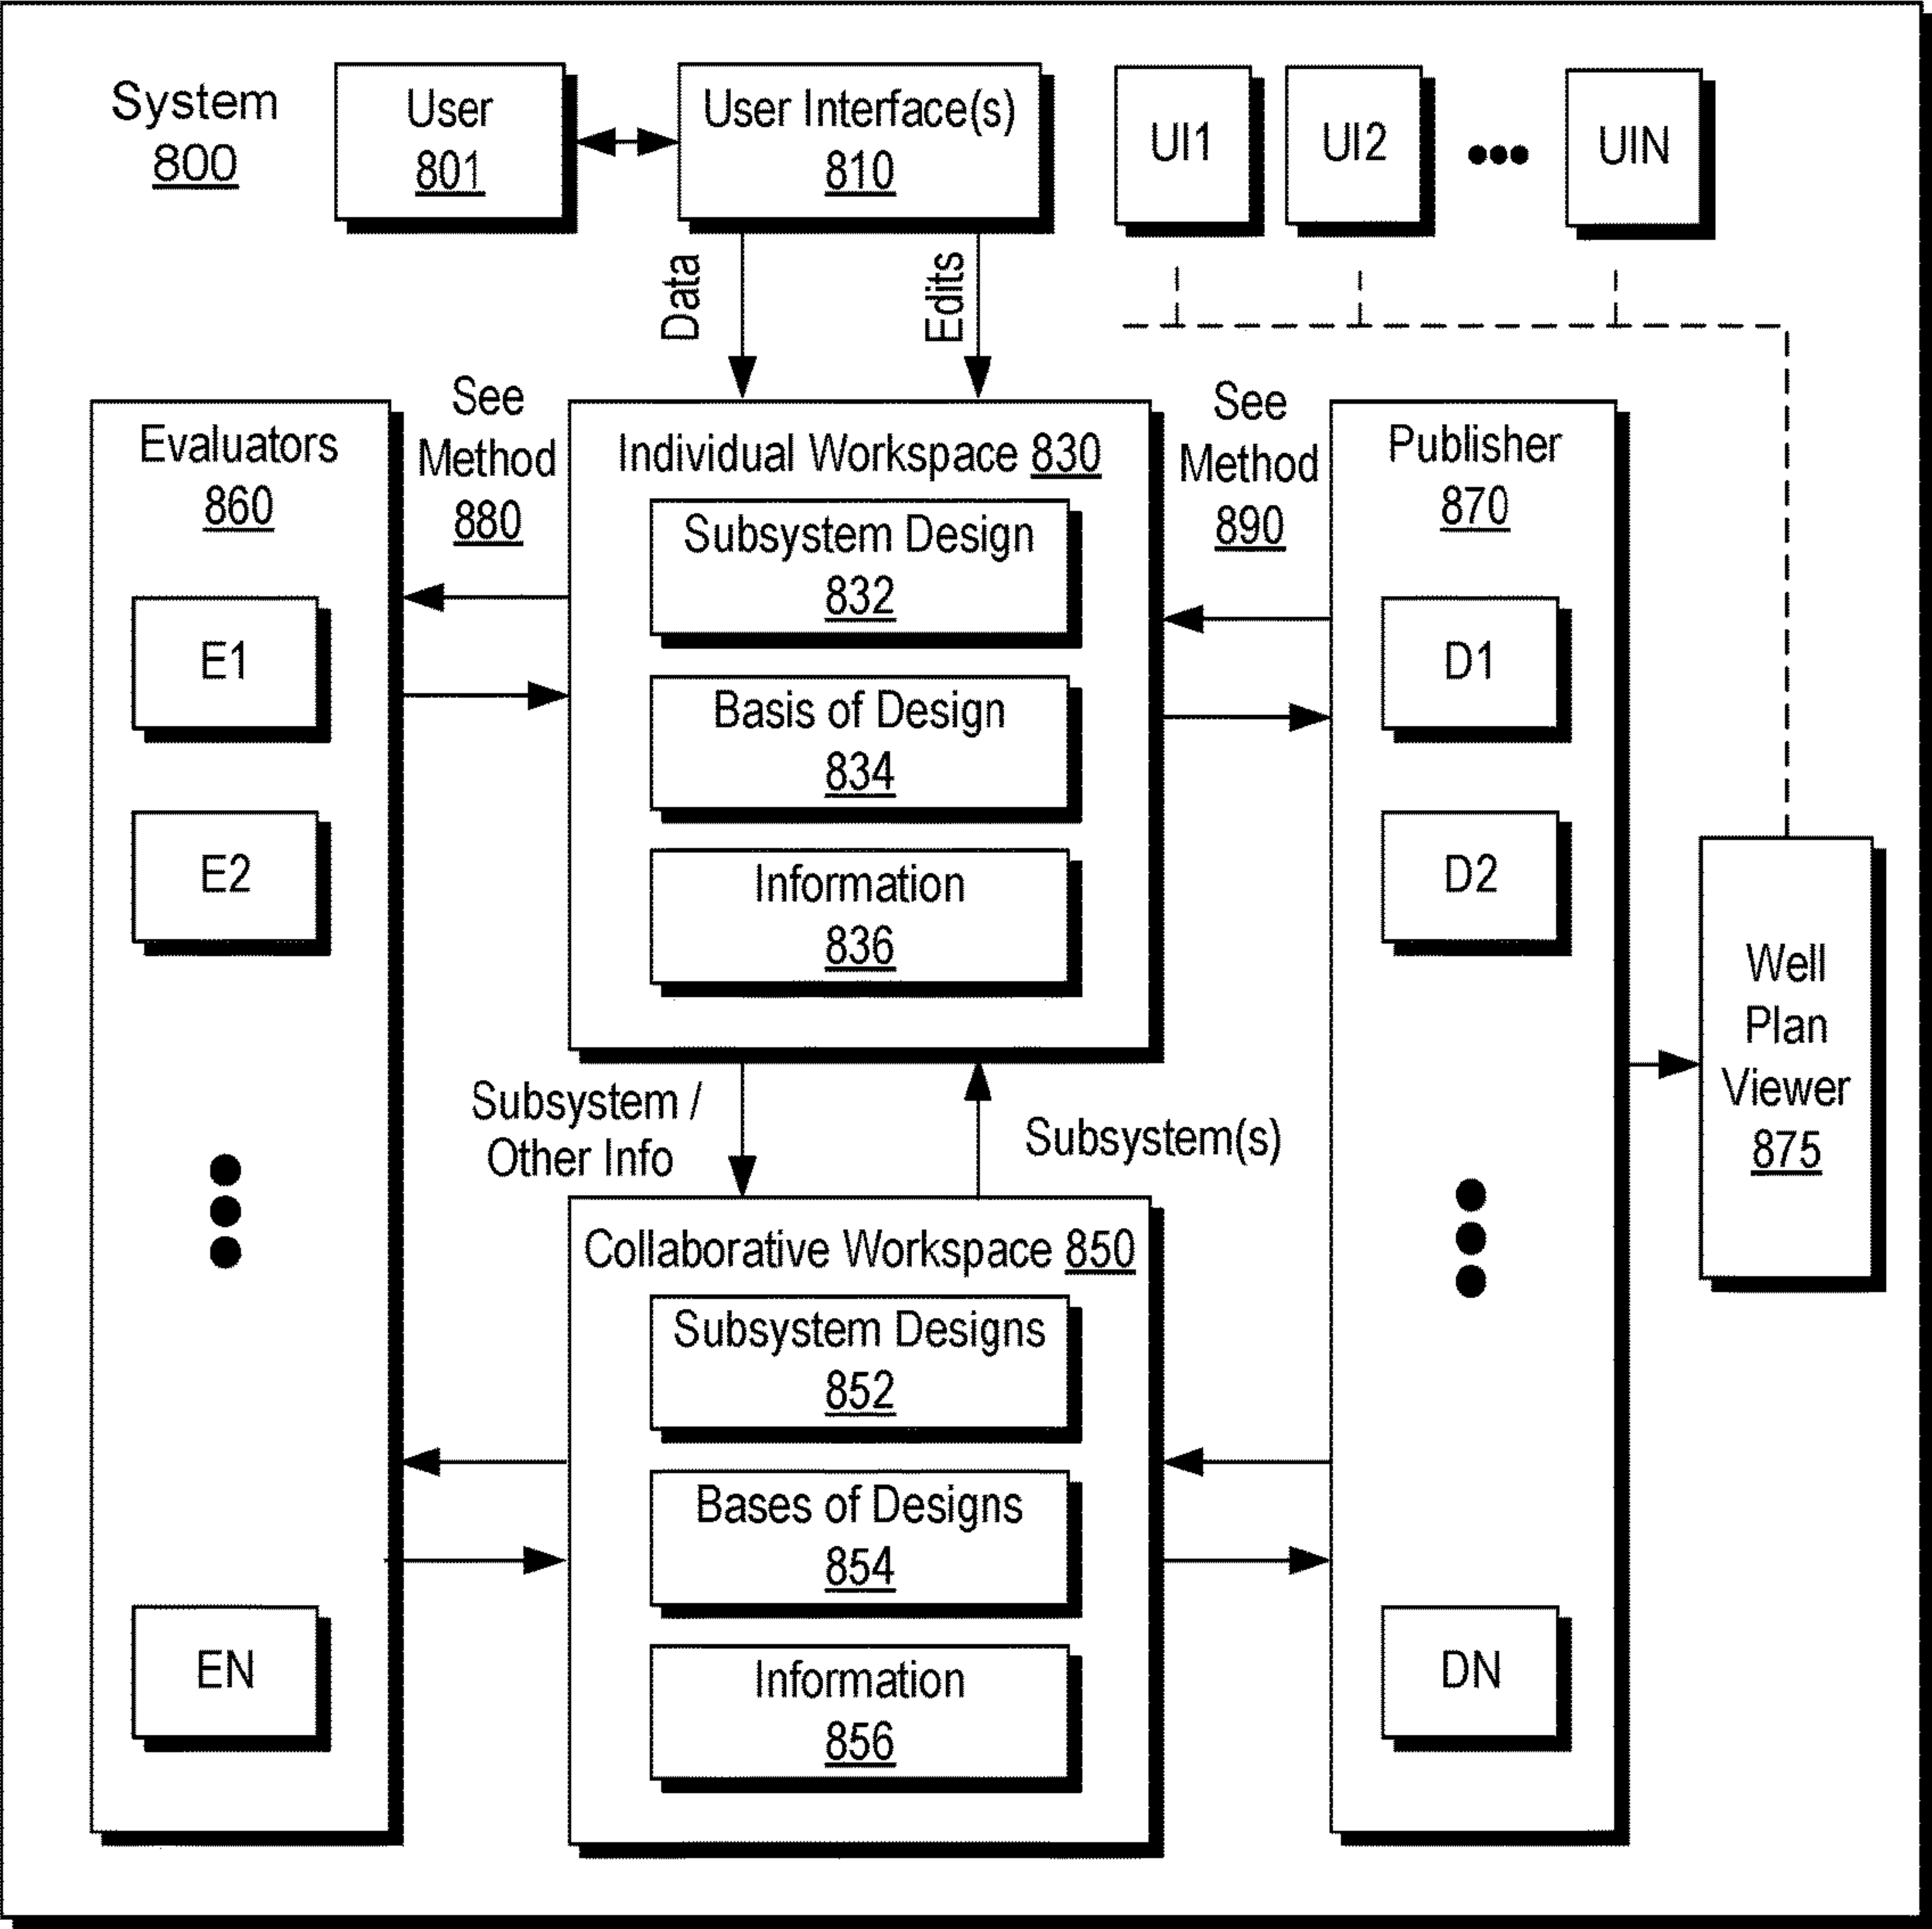 System
800
User
801
User Interface(s)
810
UI1
UI2
UIN
Data
Edits
Evaluators
860
E1
E2
EN
See
Method
880
Individual Workspace 830
Subsystem Design
832
Basis of Design
834
Information
836
See
Method
890
Publisher
870
D1
D2
DN
Well
Plan
Viewer
875
Subsystem /
Other Info
Subsystem(s)
Collaborative Workspace 850
Subsystem Designs
852
Bases of Designs
854
Information
856